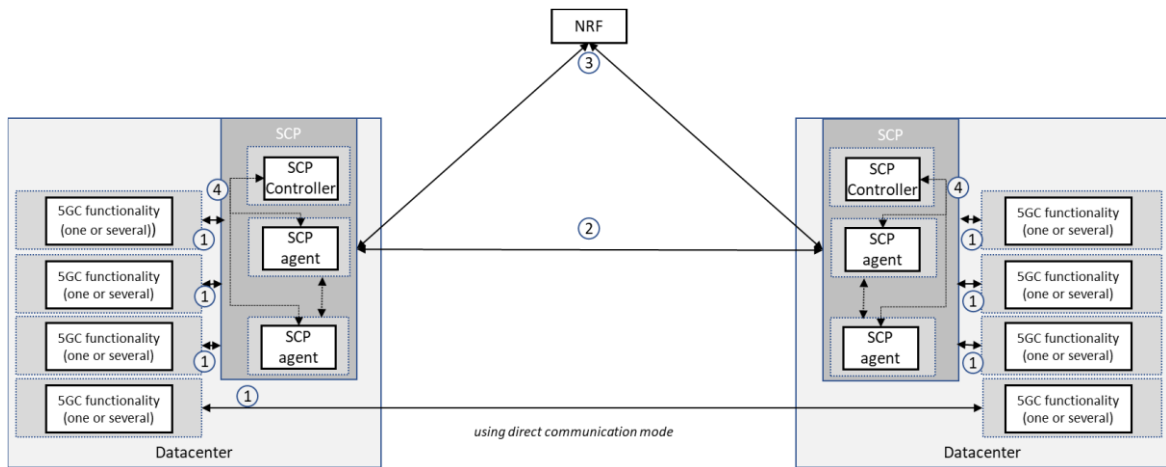 NRF
3
SCP
SCP
Controller
4
5GC functionality
(one or several))
1
SCP
agent
5GC functionality
(one or several)
1
5GC functionality
(one or several)
1
SCP
agent
5GC functionality
(one or several)
1
Datacenter
2
using direct communication mode
SCP
SCP
Controller
4
5GC functionality
(one or several)
1
SCP
agent
5GC functionality
(one or several)
1
5GC functionality
(one or several)
1
SCP
agent
5GC functionality
(one or several)
Datacenter